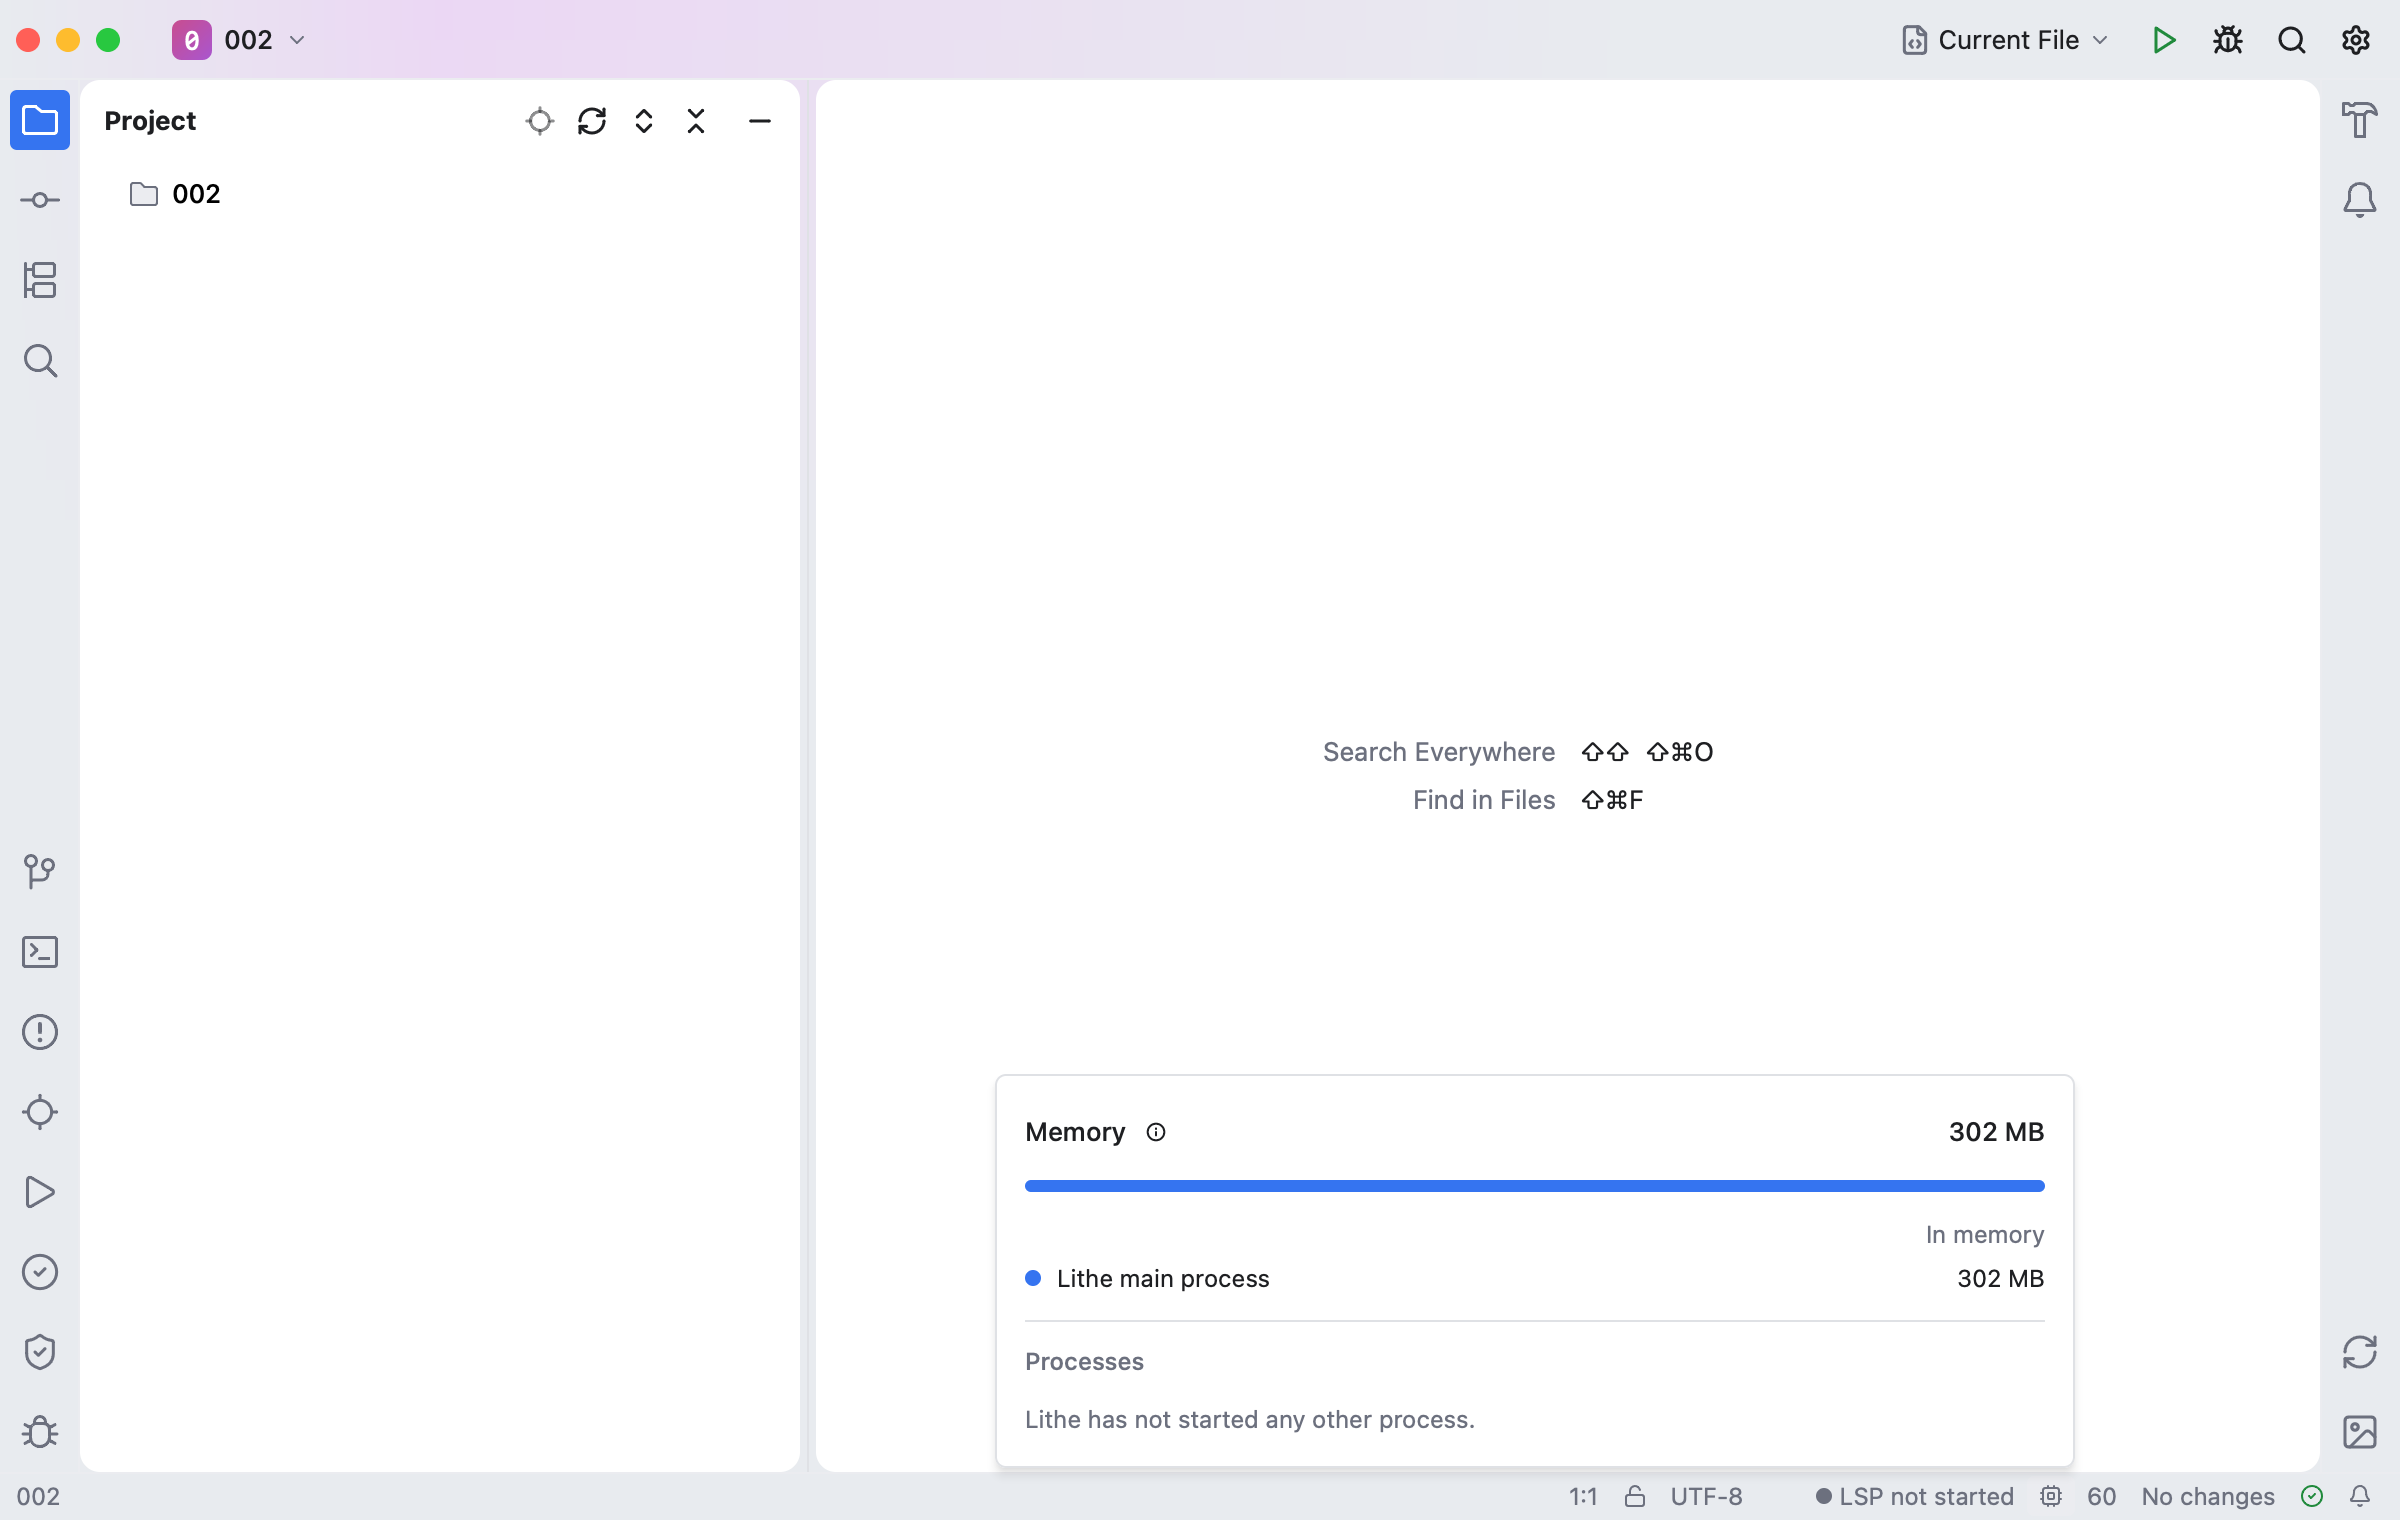 0 002
Current File
Project
002
Search Everywhere ⇧⇧ ⇧⌘O
Find in Files ⇧⌘F
Memory 302 MB
In memory
Lithe main process 302 MB
Processes
Lithe has not started any other process.
002
1:1 UTF-8 LSP not started 60 No changes